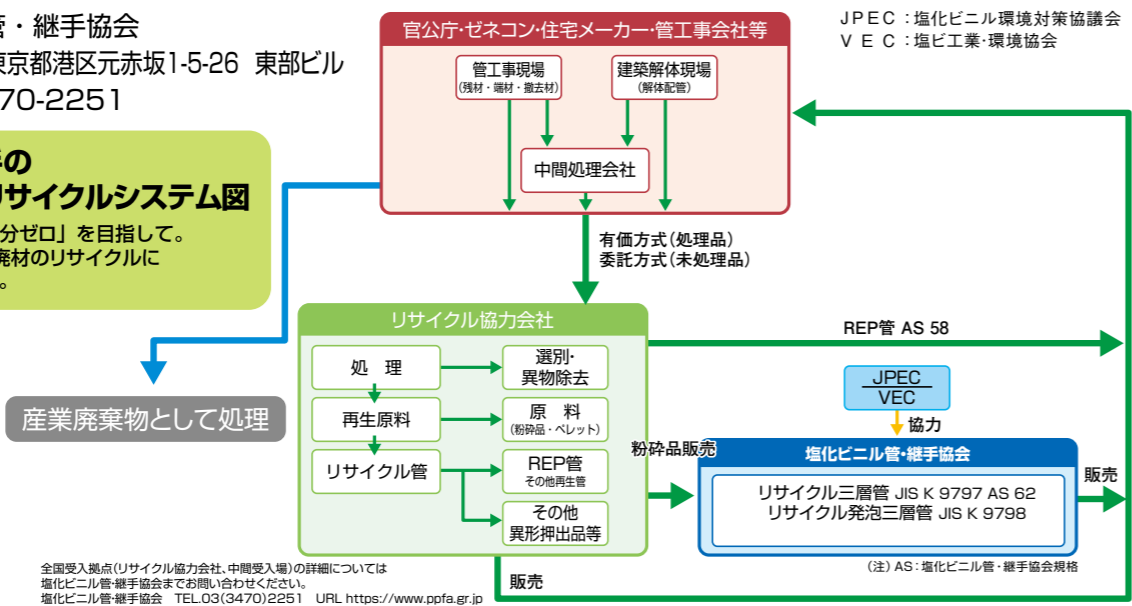 管・継手協会
東京都港区元赤坂1-5-26 東部ビル
70-2251
の
リサイクルシステム図
分ゼロ」を目指して。
廃材のリサイクルに
。
JPEC：塩化ビニル環境対策協議会
VEC：塩ビ工業・環境協会
官公庁・ゼネコン・住宅メーカー・管工事会社等
管工事現場
(残材・端材・撤去材)
建築解体現場
(解体配管)
中間処理会社
有価方式(処理品)
委託方式(未処理品)
産業廃棄物として処理
リサイクル協力会社
処 理
選別・
異物除去
再生原料
原 料
(粉砕品・ペレット)
リサイクル管
REP管
その他再生管
その他
異形押出品等
REP管 AS 58
JPEC
VEC
協力
粉砕品販売
塩化ビニル管・継手協会
リサイクル三層管 JIS K 9797 AS 62
リサイクル発泡三層管 JIS K 9798
販売
(注) AS：塩化ビニル管・継手協会規格
販売
全国受入拠点(リサイクル協力会社、中間受入場)の詳細については
塩化ビニル管・継手協会までお問い合わせください。
塩化ビニル管・継手協会 TEL.03(3470)2251 URL https://www.ppfa.gr.jp